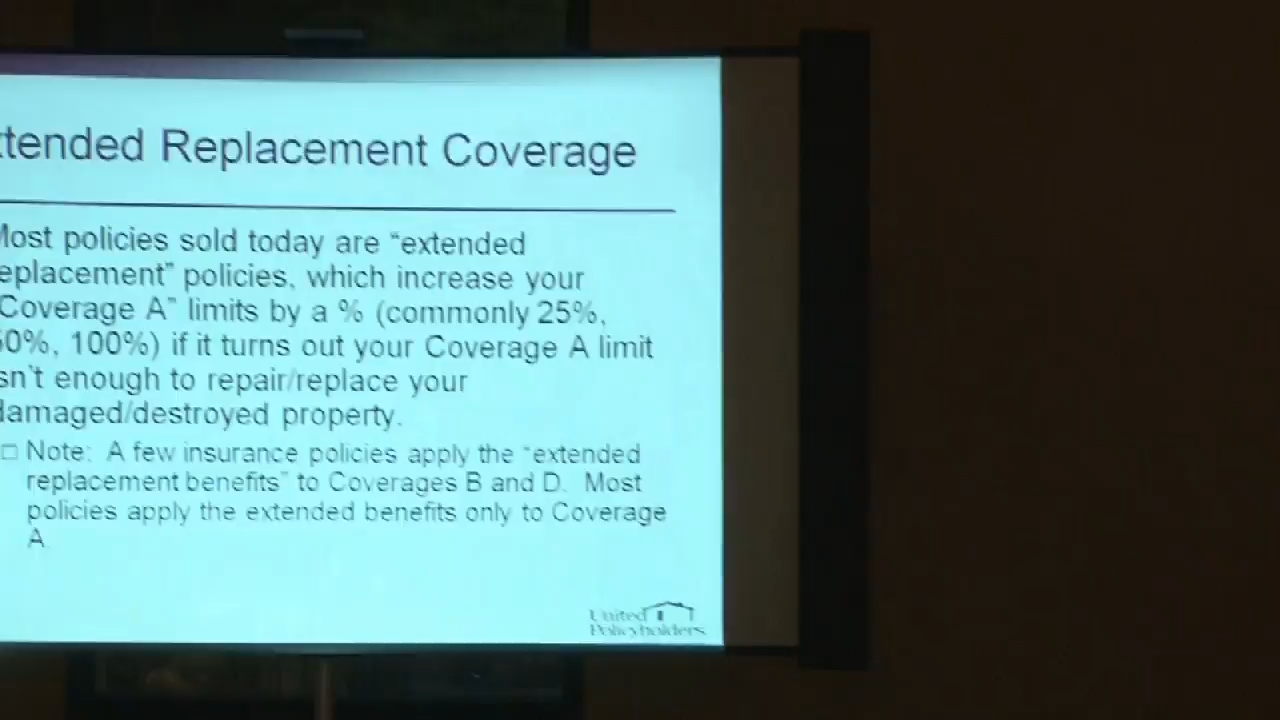 xtended Replacement Coverage
Most policies sold today are “extended
eplacement” policies, which increase your
Coverage A” limits by a % (commonly 25%,
50%, 100%) if it turns out your Coverage A limit
sn't enough to repair/replace your
damaged/destroyed property.
□ Note: A few insurance policies apply the “extended
replacement benefits” to Coverages B and D. Most
policies apply the extended benefits only to Coverage
A
United
Policyholders